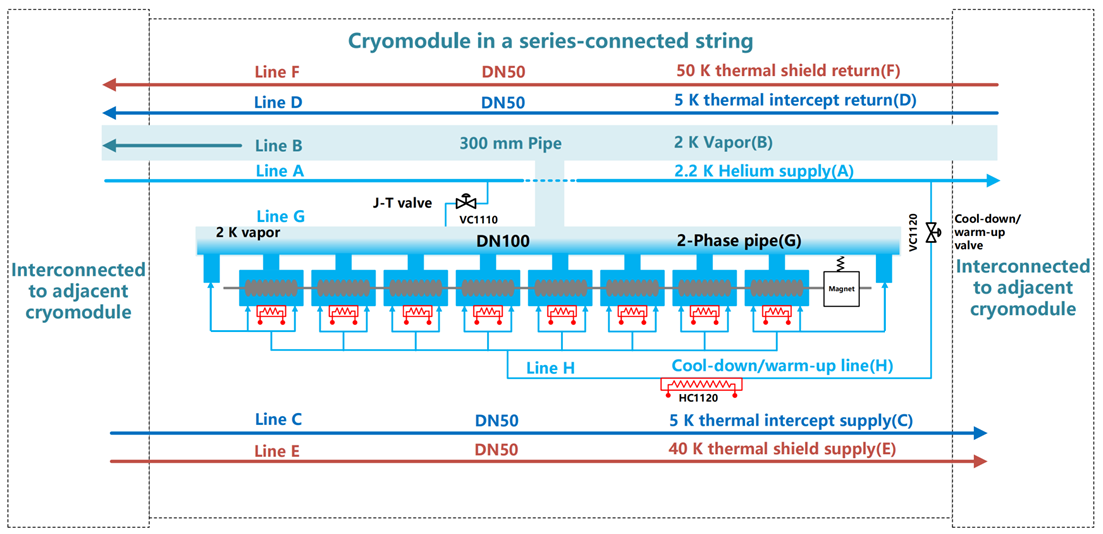 Cryomodule in a series-connected string
Line F DN50 50 K thermal shield return(F)
Line D DN50 5 K thermal intercept return(D)
Line B 300 mm Pipe 2 K Vapor(B)
Line A 2.2 K Helium supply(A)
J-T valve
VC1110
Line G
2 K vapor DN100 2-Phase pipe(G)
VC1120
Cool-down/
warm-up
valve
Interconnected
to adjacent
cryomodule
Magnet
Interconnected
to adjacent
cryomodule
Line H Cool-down/warm-up line(H)
HC1120
Line C DN50 5 K thermal intercept supply(C)
Line E DN50 40 K thermal shield supply(E)